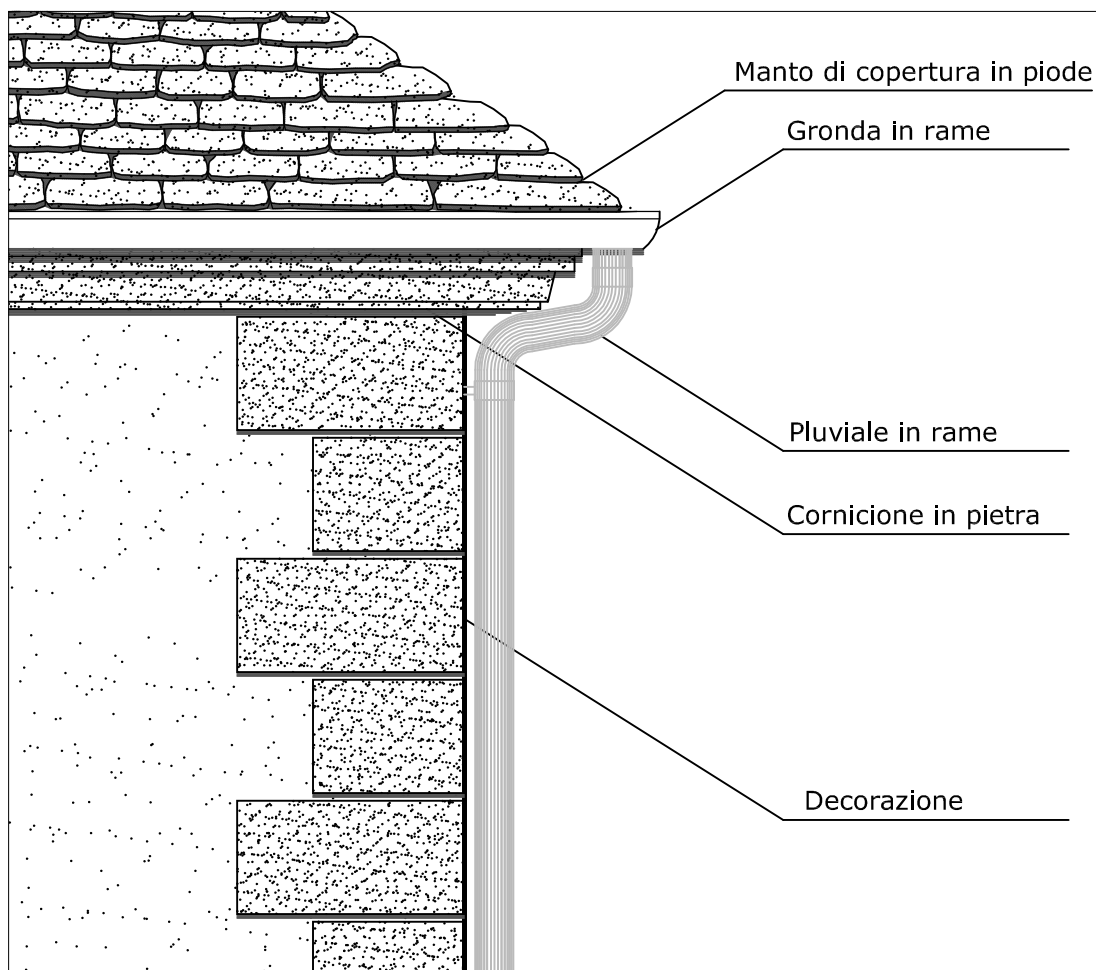 Manto di copertura in piode
Gronda in rame
Pluviale in rame
Cornicione in pietra
Decorazione